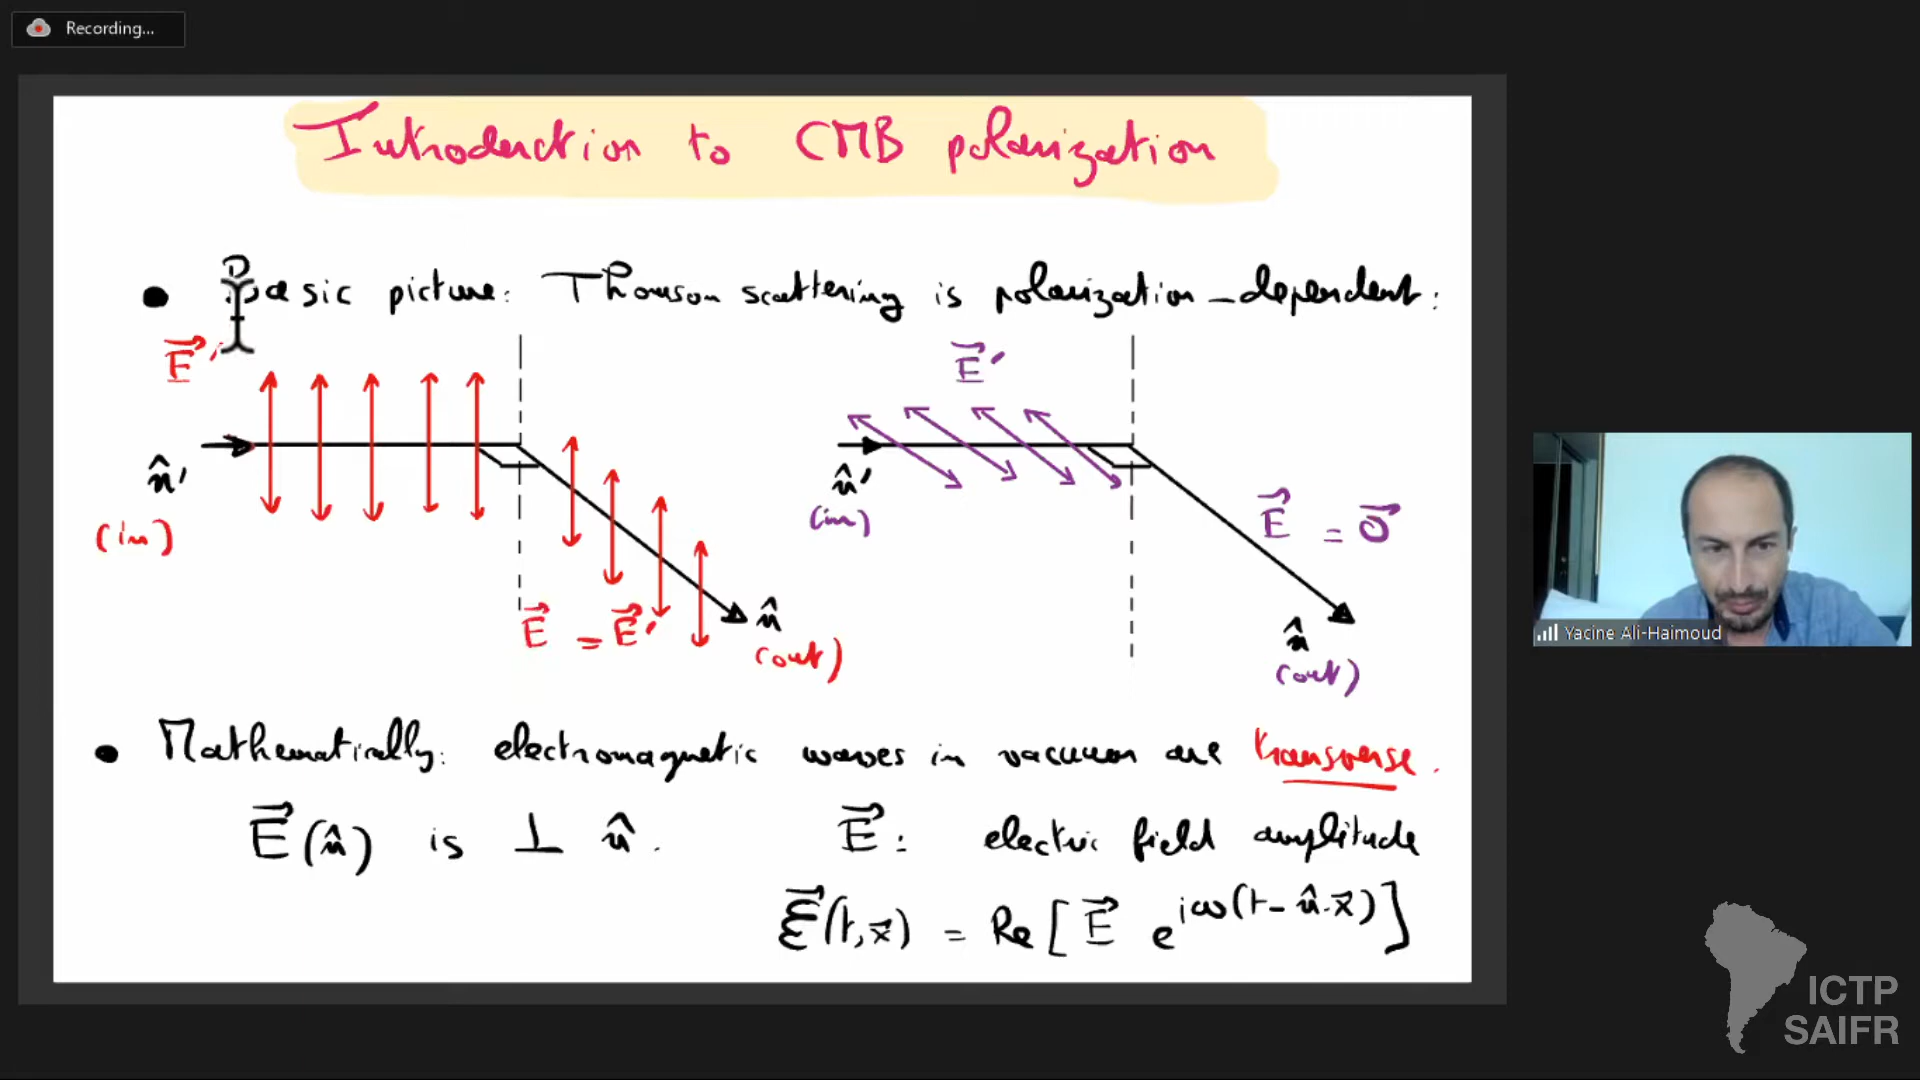 Recording...
Introduction to CMB polarization
• Basic picture: Thomson scattering is polarization-dependent:
E⃗′
E⃗′
n̂′
(in)
n̂′
(in)
E⃗ = 0⃗
E⃗ = E⃗′
n̂
(out)
n̂
(out)
Yacine Ali-Haimoud
• Mathematically: electromagnetic waves in vacuum are transverse.
E⃗(n̂) is ⊥ n̂.
E⃗: electric field amplitude
ℰ⃗(t,x⃗) = Re[E⃗ e^{iω(t-n̂·x⃗)}]
ICTP
SAIFR